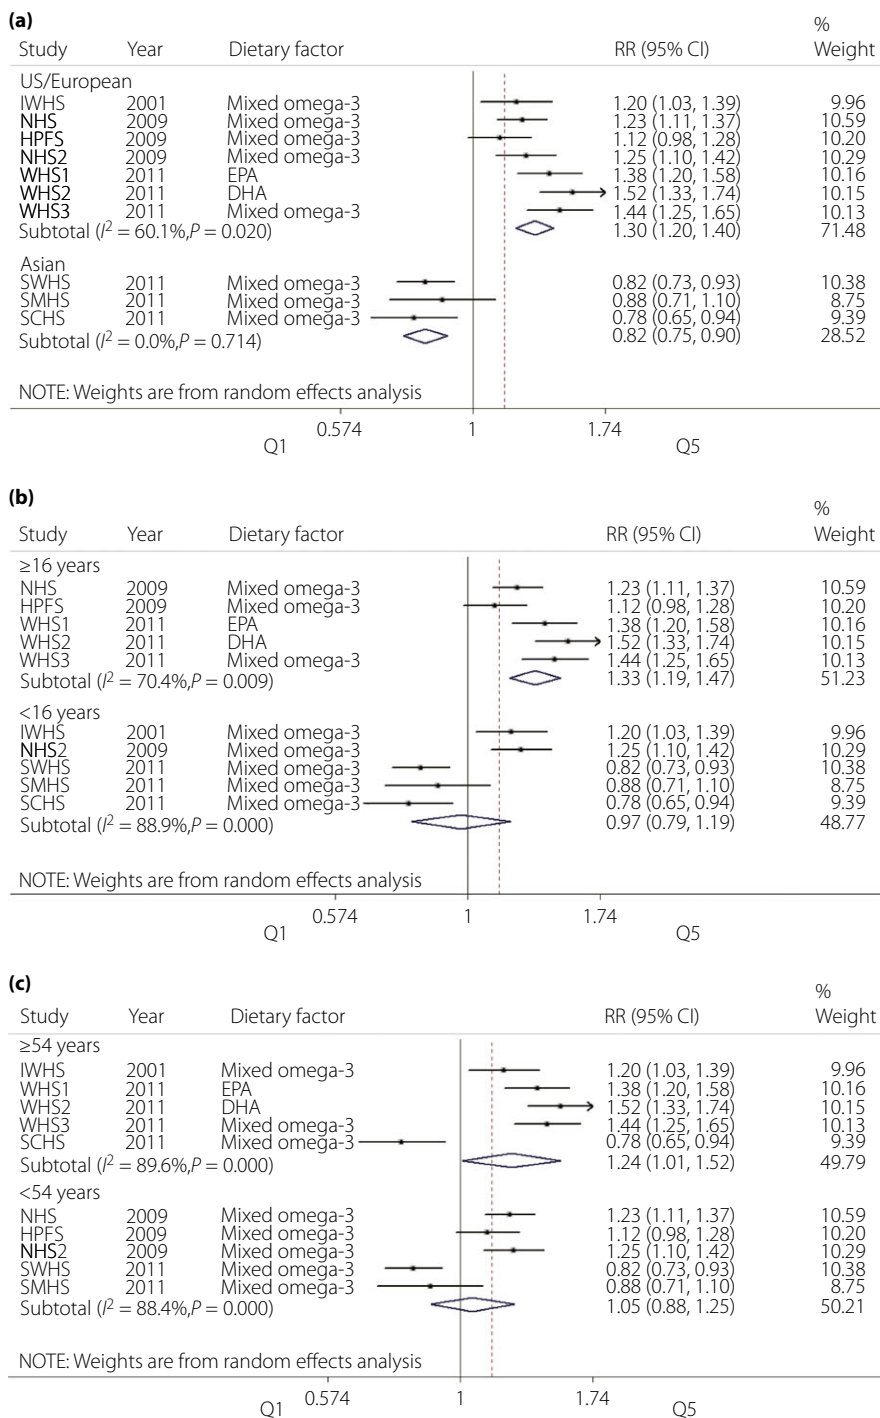 (a)
%
Study Year Dietary factor RR (95% CI) Weight
US/European
IWHS 2001 Mixed omega-3 1.20 (1.03, 1.39) 9.96
NHS 2009 Mixed omega-3 1.23 (1.11, 1.37) 10.59
HPFS 2009 Mixed omega-3 1.12 (0.98, 1.28) 10.20
NHS2 2009 Mixed omega-3 1.25 (1.10, 1.42) 10.29
WHS1 2011 EPA 1.38 (1.20, 1.58) 10.16
WHS2 2011 DHA 1.52 (1.33, 1.74) 10.15
WHS3 2011 Mixed omega-3 1.44 (1.25, 1.65) 10.13
Subtotal (I² = 60.1%,P = 0.020) 1.30 (1.20, 1.40) 71.48
Asian
SWHS 2011 Mixed omega-3 0.82 (0.73, 0.93) 10.38
SMHS 2011 Mixed omega-3 0.88 (0.71, 1.10) 8.75
SCHS 2011 Mixed omega-3 0.78 (0.65, 0.94) 9.39
Subtotal (I² = 0.0%,P = 0.714) 0.82 (0.75, 0.90) 28.52
NOTE: Weights are from random effects analysis
0.574 1 1.74
Q1 Q5
(b)
%
Study Year Dietary factor RR (95% CI) Weight
≥16 years
NHS 2009 Mixed omega-3 1.23 (1.11, 1.37) 10.59
HPFS 2009 Mixed omega-3 1.12 (0.98, 1.28) 10.20
WHS1 2011 EPA 1.38 (1.20, 1.58) 10.16
WHS2 2011 DHA 1.52 (1.33, 1.74) 10.15
WHS3 2011 Mixed omega-3 1.44 (1.25, 1.65) 10.13
Subtotal (I² = 70.4%,P = 0.009) 1.33 (1.19, 1.47) 51.23
<16 years
IWHS 2001 Mixed omega-3 1.20 (1.03, 1.39) 9.96
NHS2 2009 Mixed omega-3 1.25 (1.10, 1.42) 10.29
SWHS 2011 Mixed omega-3 0.82 (0.73, 0.93) 10.38
SMHS 2011 Mixed omega-3 0.88 (0.71, 1.10) 8.75
SCHS 2011 Mixed omega-3 0.78 (0.65, 0.94) 9.39
Subtotal (I² = 88.9%,P = 0.000) 0.97 (0.79, 1.19) 48.77
NOTE: Weights are from random effects analysis
0.574 1 1.74
Q1 Q5
(c)
%
Study Year Dietary factor RR (95% CI) Weight
≥54 years
IWHS 2001 Mixed omega-3 1.20 (1.03, 1.39) 9.96
WHS1 2011 EPA 1.38 (1.20, 1.58) 10.16
WHS2 2011 DHA 1.52 (1.33, 1.74) 10.15
WHS3 2011 Mixed omega-3 1.44 (1.25, 1.65) 10.13
SCHS 2011 Mixed omega-3 0.78 (0.65, 0.94) 9.39
Subtotal (I² = 89.6%,P = 0.000) 1.24 (1.01, 1.52) 49.79
<54 years
NHS 2009 Mixed omega-3 1.23 (1.11, 1.37) 10.59
HPFS 2009 Mixed omega-3 1.12 (0.98, 1.28) 10.20
NHS2 2009 Mixed omega-3 1.25 (1.10, 1.42) 10.29
SWHS 2011 Mixed omega-3 0.82 (0.73, 0.93) 10.38
SMHS 2011 Mixed omega-3 0.88 (0.71, 1.10) 8.75
Subtotal (I² = 88.4%,P = 0.000) 1.05 (0.88, 1.25) 50.21
NOTE: Weights are from random effects analysis
0.574 1 1.74
Q1 Q5